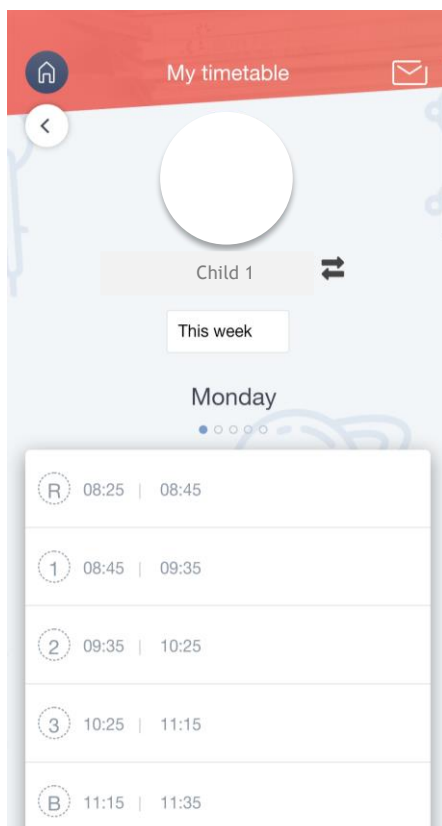 My timetable
Child 1
This week
Monday
R 08:25 | 08:45
1 08:45 | 09:35
2 09:35 | 10:25
3 10:25 | 11:15
B 11:15 | 11:35